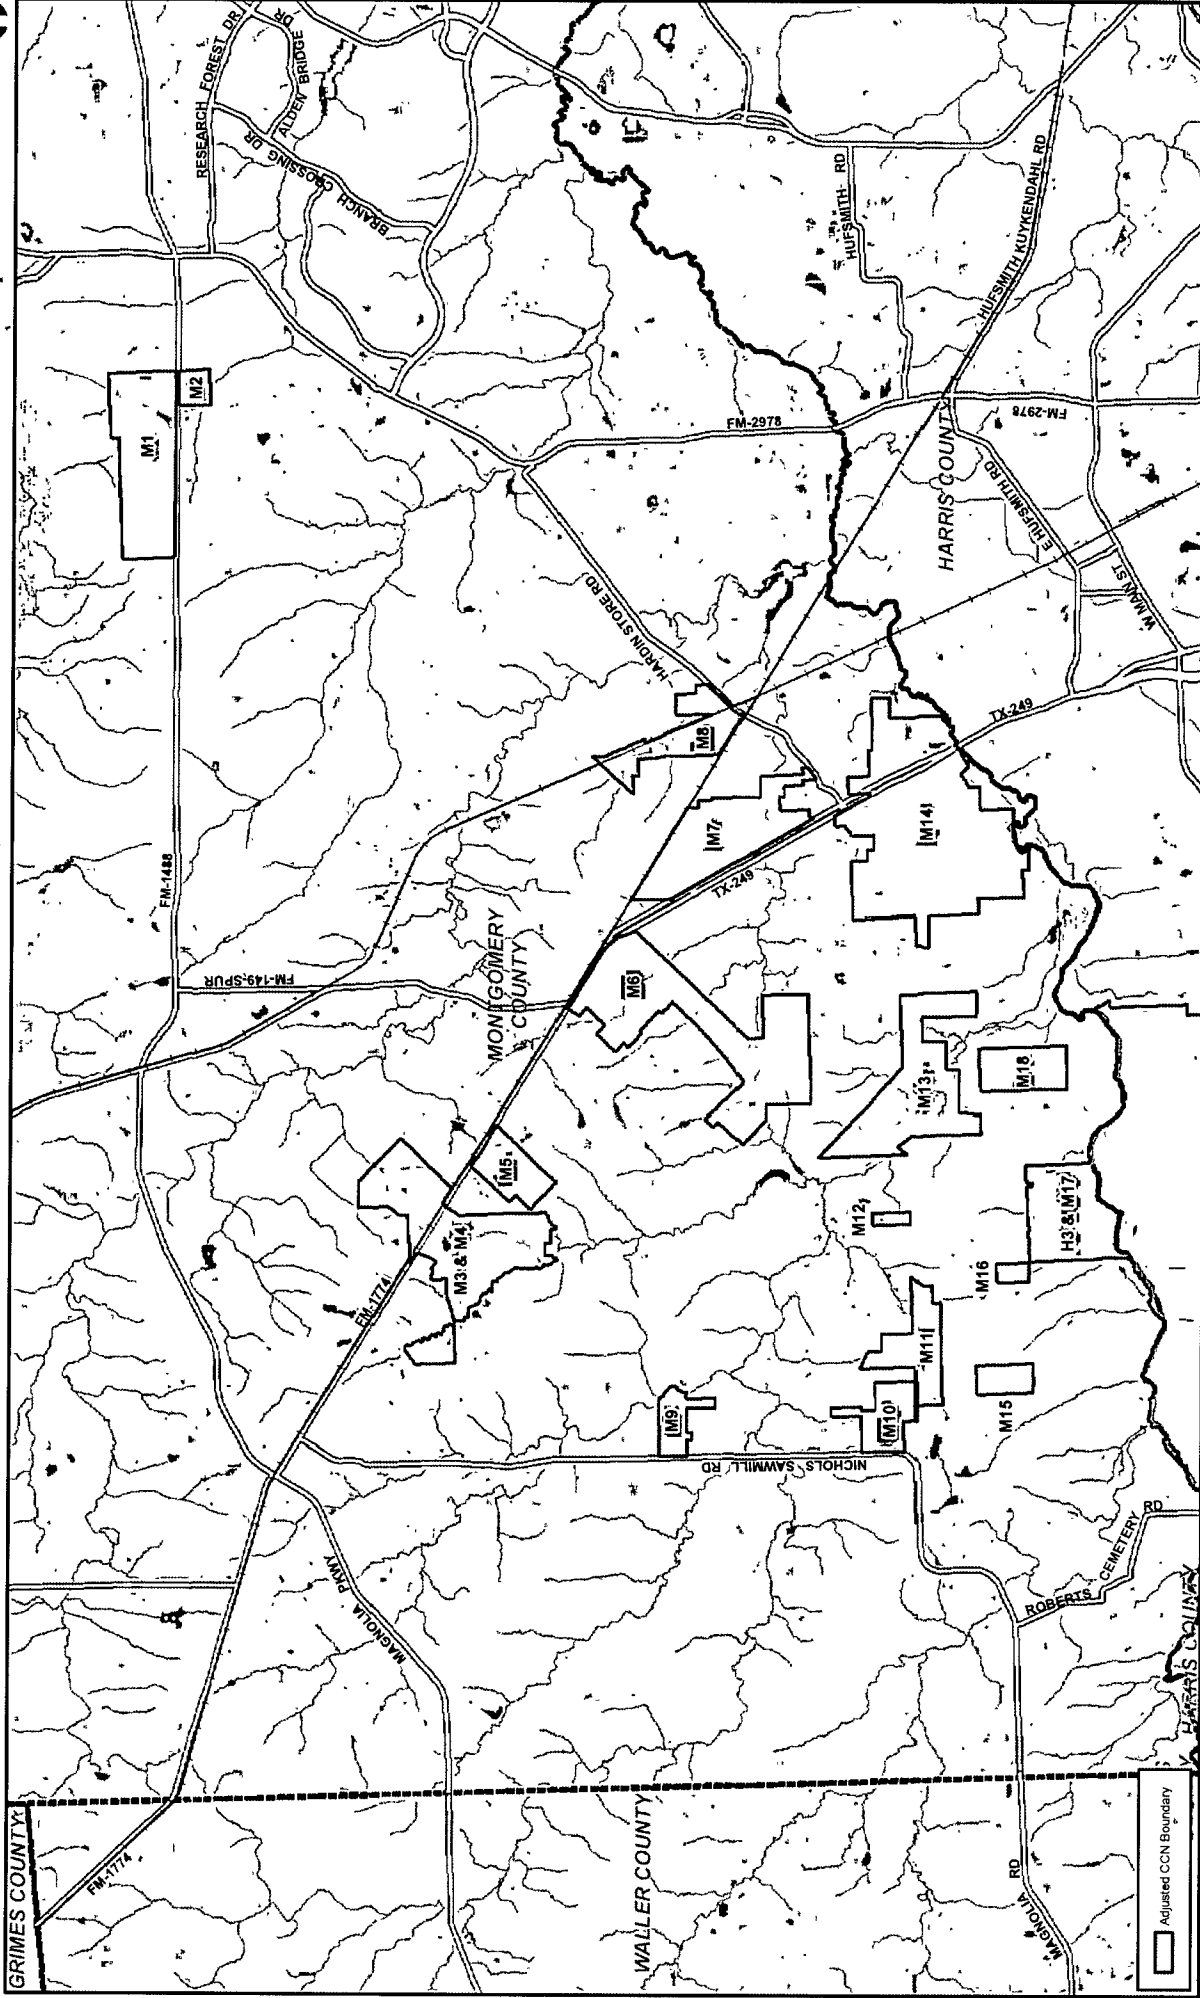 GRIMES COUNTY
FM-1774
MAGNOLIA PKWY
WALLER COUNTY
MAGNOLIA RD
Adjusted CCN Boundary
HARRIS COUNTY
ROBERTS CEMETERY RD
NICHOLS SAWMILL RD
FM-1774
M3 & M4
M5
M9
M10
M11
M12
M15
M16
H3 & M17
M18
M13
FM-149-SPUR
MONTGOMERY
COUNTY
M6
TX-249
M7
M8
M14
TX-249
FM-1488
M1
M2
HARDIN STORE RD
FM-2978
HARRIS COUNTY
E HUFSMITH RD
W MAIN ST
FM-2978
HUFSMITH KUYKENDAHL RD
HUFSMITH RD
RESEARCH FOREST DR
ALDEN BRIDGE DR
BRANCH CROSSING DR